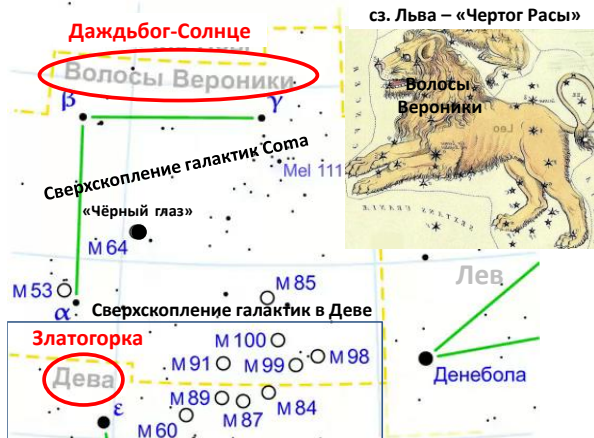 Даждьбог-Солнце
сз. Льва – «Чертог Расы»
Волосы Вероники
Волосы
Вероники
Leo
β
γ
Сверхскопление галактик Coma
Mel 111
«Чёрный глаз»
M 64
M 53
α
M 85
Лев
Сверхскопление галактик в Деве
Златогорка
M 100
M 91
M 99
M 98
Дева
Денебола
ε
M 89
M 87
M 84
M 60